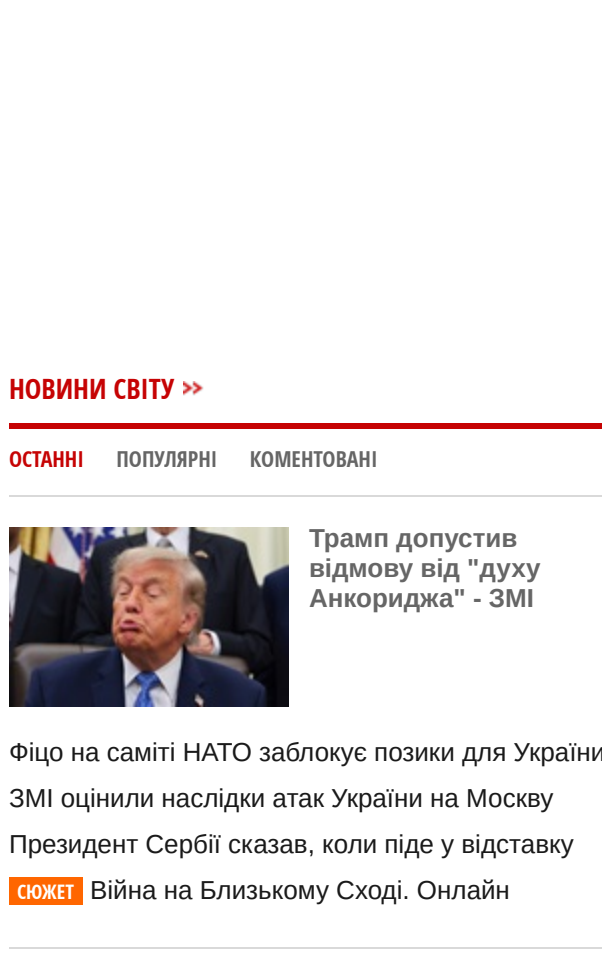 НОВИНИ СВІТУ >>
ОСТАННІ ПОПУЛЯРНІ КОМЕНТОВАНІ
Трамп допустив
відмову від "духу
Анкориджа" - ЗМІ
Фіцо на саміті НАТО заблокує позики для України
ЗМІ оцінили наслідки атак України на Москву
Президент Сербії сказав, коли піде у відставку
СЮЖЕТ Війна на Близькому Сході. Онлайн